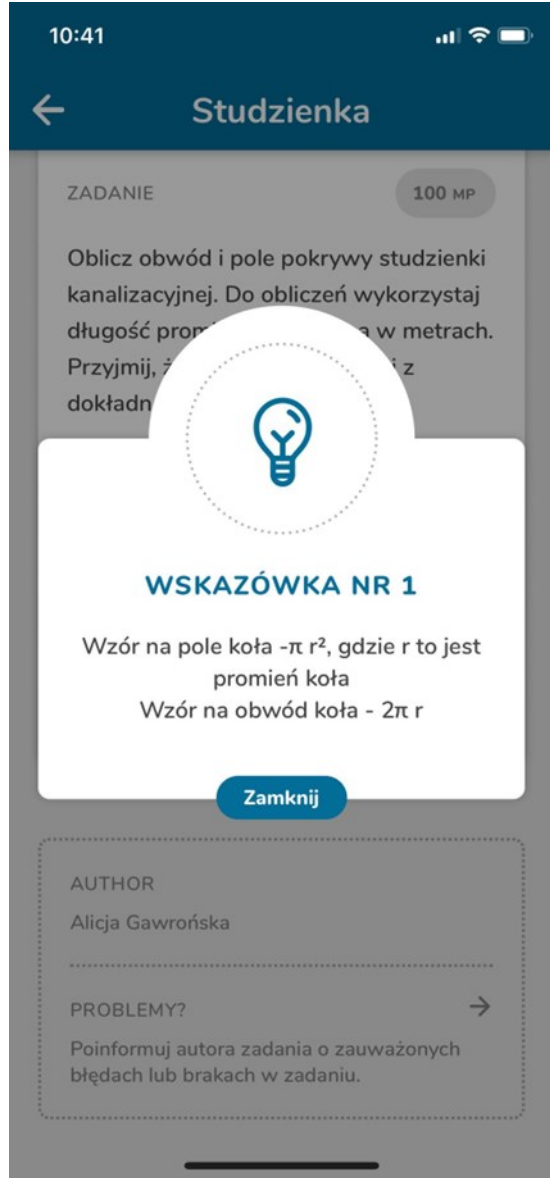 10:41
Studzienka
ZADANIE
100 MP
Oblicz obwód i pole pokrywy studzienki
kanalizacyjnej. Do obliczeń wykorzystaj
długość w metrach.
Przyjmij, z
WSKAZÓWKA NR 1
Wzór na pole koła -π r², gdzie r to jest
promień koła
Wzór na obwód koła - 2π r
Zamknij
AUTHOR
Alicja Gawrońska
PROBLEMY?
Poinformuj autora zadania o zauważonych
błędach lub brakach w zadaniu.